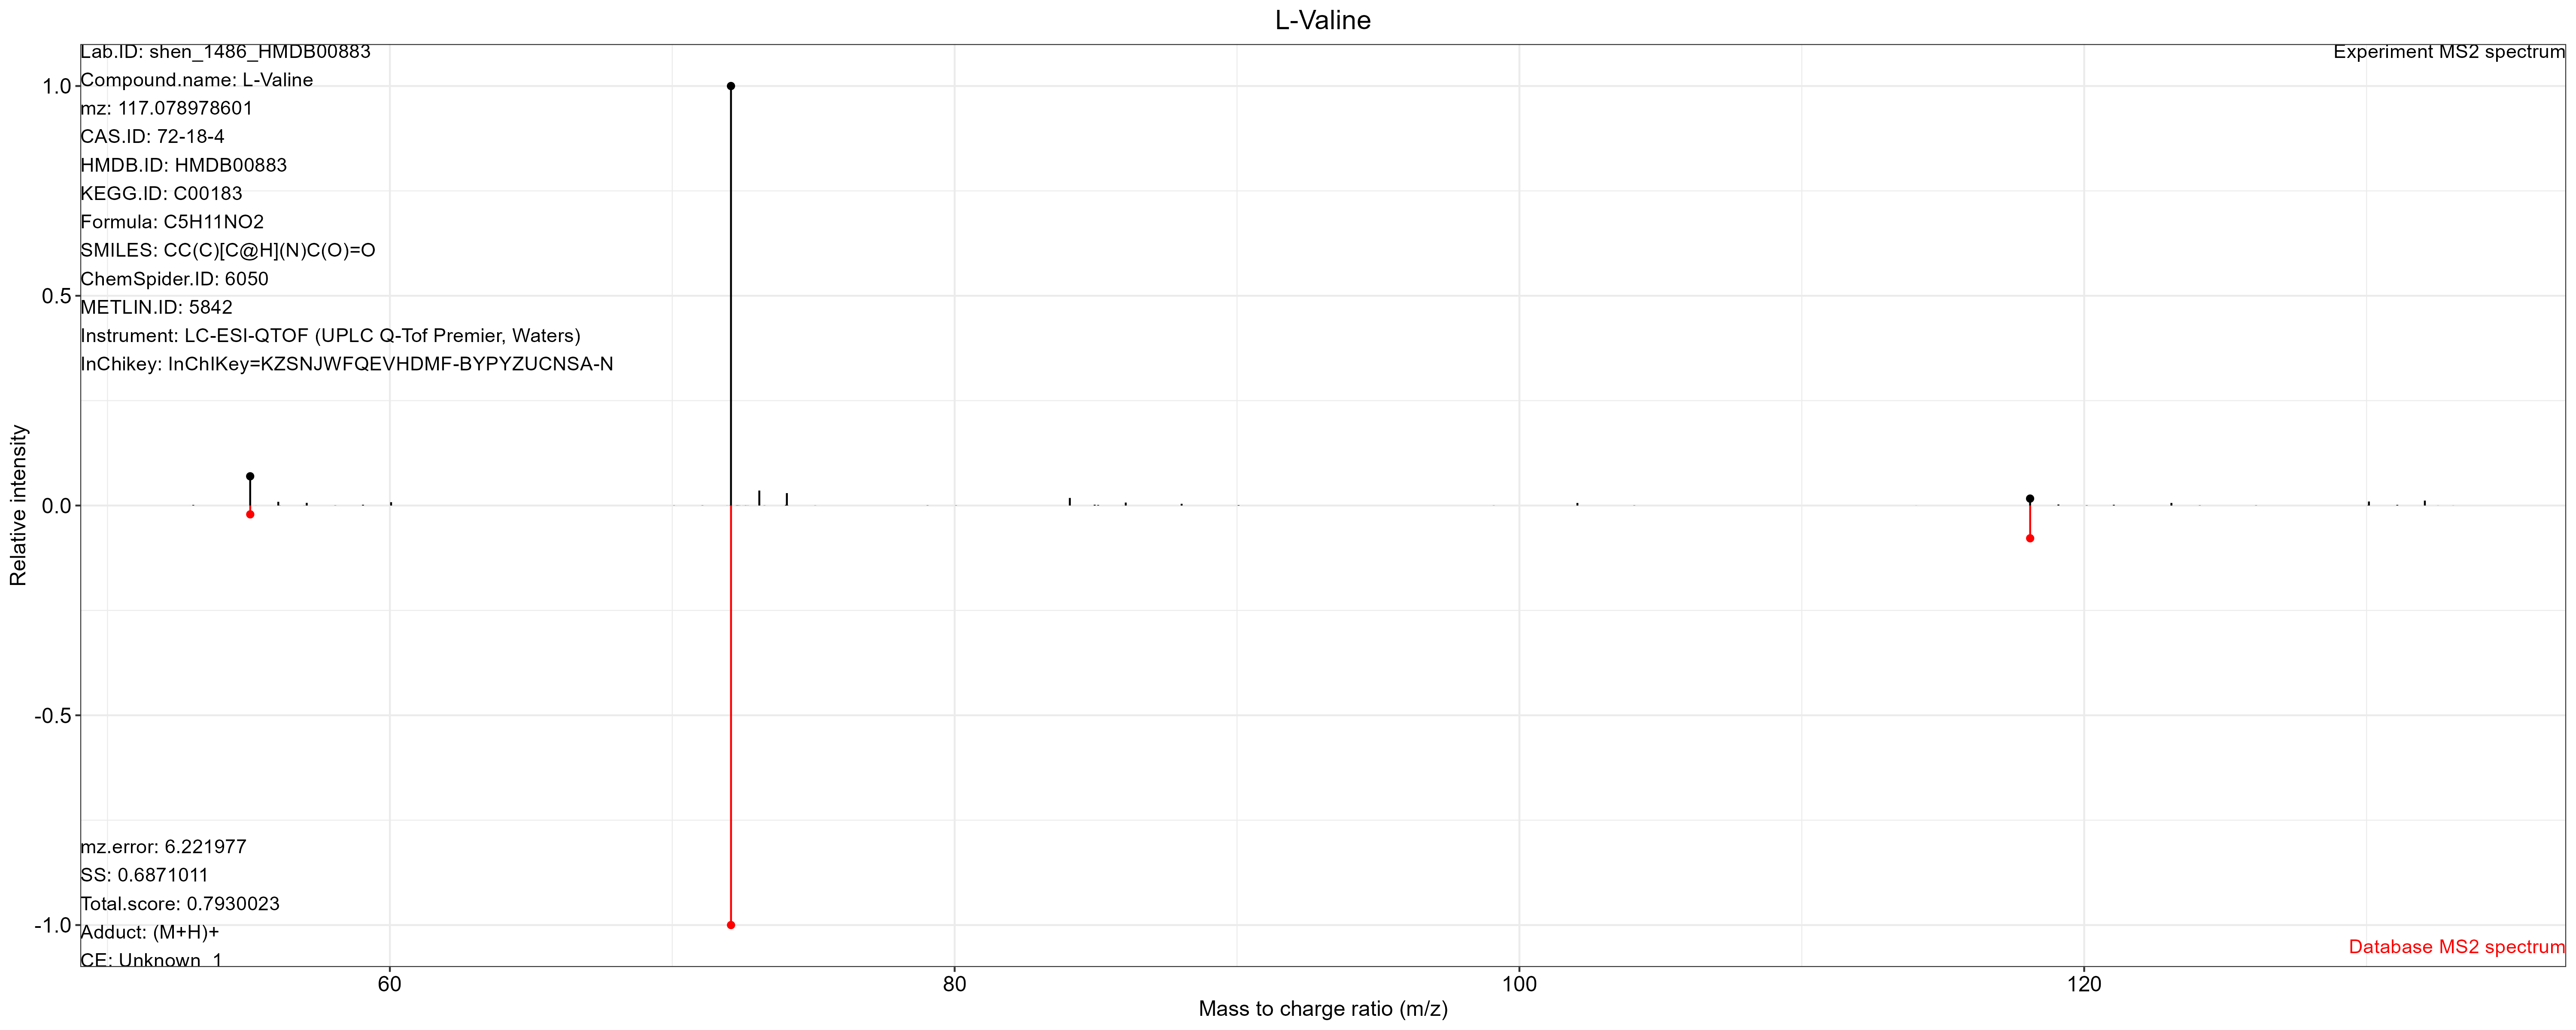 L-Valine
Lab.ID: shen_1486_HMDB00883
Experiment MS2 spectrum
Compound.name: L-Valine
mz: 117.078978601
CAS.ID: 72-18-4
HMDB.ID: HMDB00883
KEGG.ID: C00183
Formula: C5H11NO2
SMILES: CC(C)[C@H](N)C(O)=O
ChemSpider.ID: 6050
METLIN.ID: 5842
Instrument: LC-ESI-QTOF (UPLC Q-Tof Premier, Waters)
InChikey: InChIKey=KZSNJWFQEVHDMF-BYPYZUCNSA-N
1.0
0.5
0.0
-0.5
-1.0
Relative intensity
mz.error: 6.221977
SS: 0.6871011
Total.score: 0.7930023
Adduct: (M+H)+
CE: Unknown_1
Database MS2 spectrum
60
80
100
120
Mass to charge ratio (m/z)